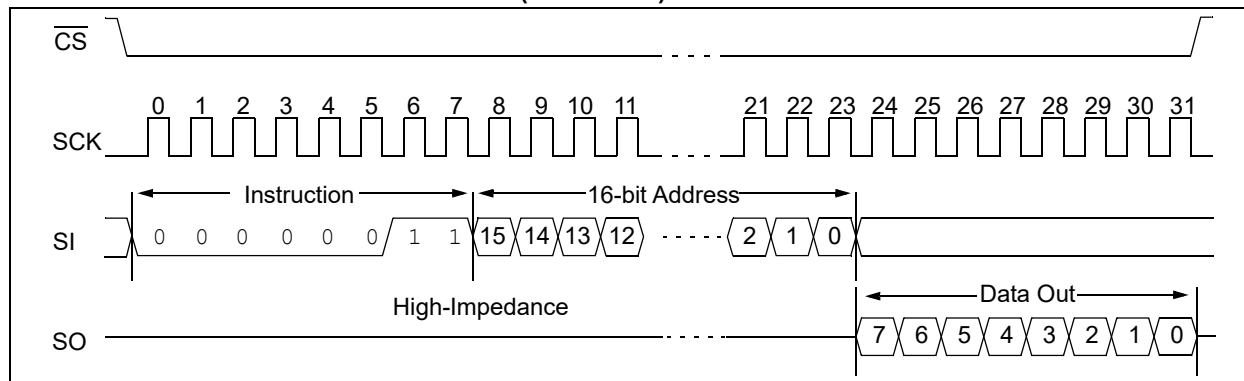 CS
0 1 2 3 4 5 6 7 8 9 10 11 21 22 23 24 25 26 27 28 29 30 31
SCK
Instruction 16-bit Address
SI 0 0 0 0 0 0 1 1 15 14 13 12 2 1 0
High-Impedance Data Out
SO 7 6 5 4 3 2 1 0